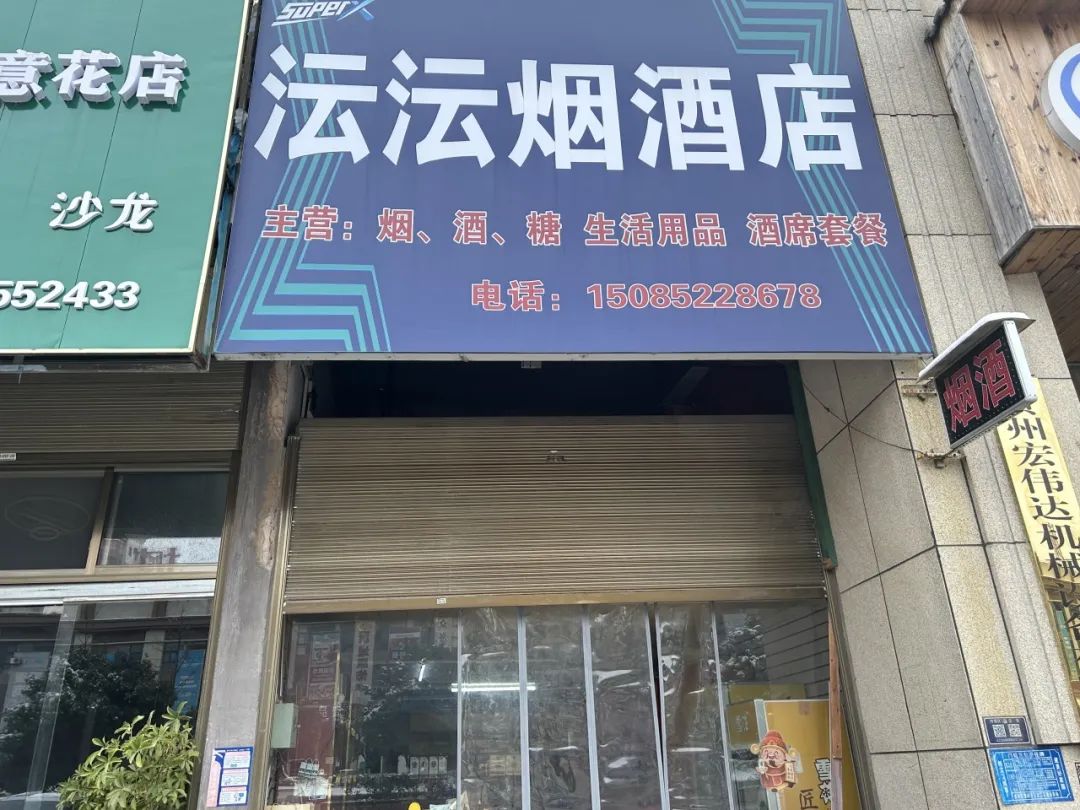 SUPERX
意花店
沙龙
552433
沄沄烟酒店
主营：烟、酒、糖 生活用品 酒席套餐
电话：15085228678
烟酒
州宏伟达机械